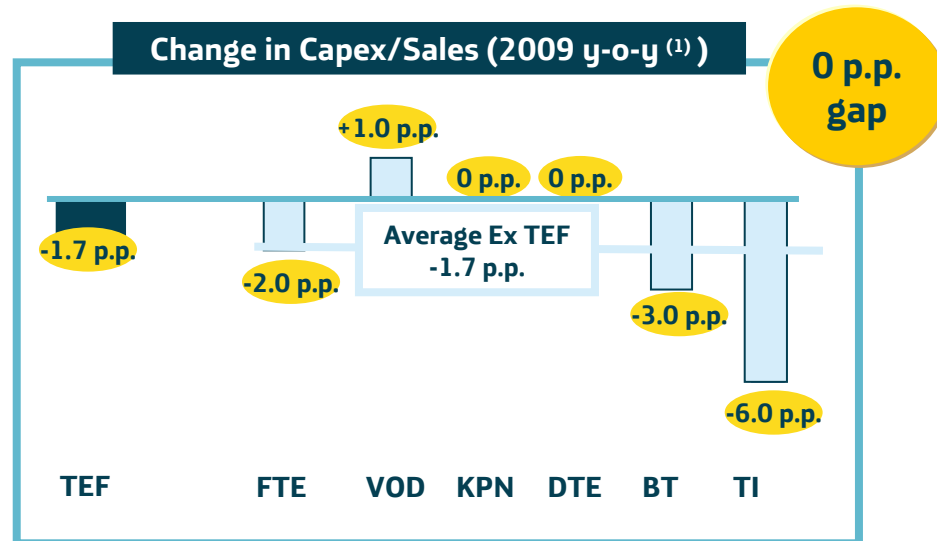 Change in Capex/Sales (2009 y-o-y (1) )
0 p.p.
gap
+1.0 p.p.
0 p.p.
0 p.p.
-1.7 p.p.
Average Ex TEF
-1.7 p.p.
-2.0 p.p.
-3.0 p.p.
-6.0 p.p.
TEF
FTE
VOD
KPN
DTE
BT
TI